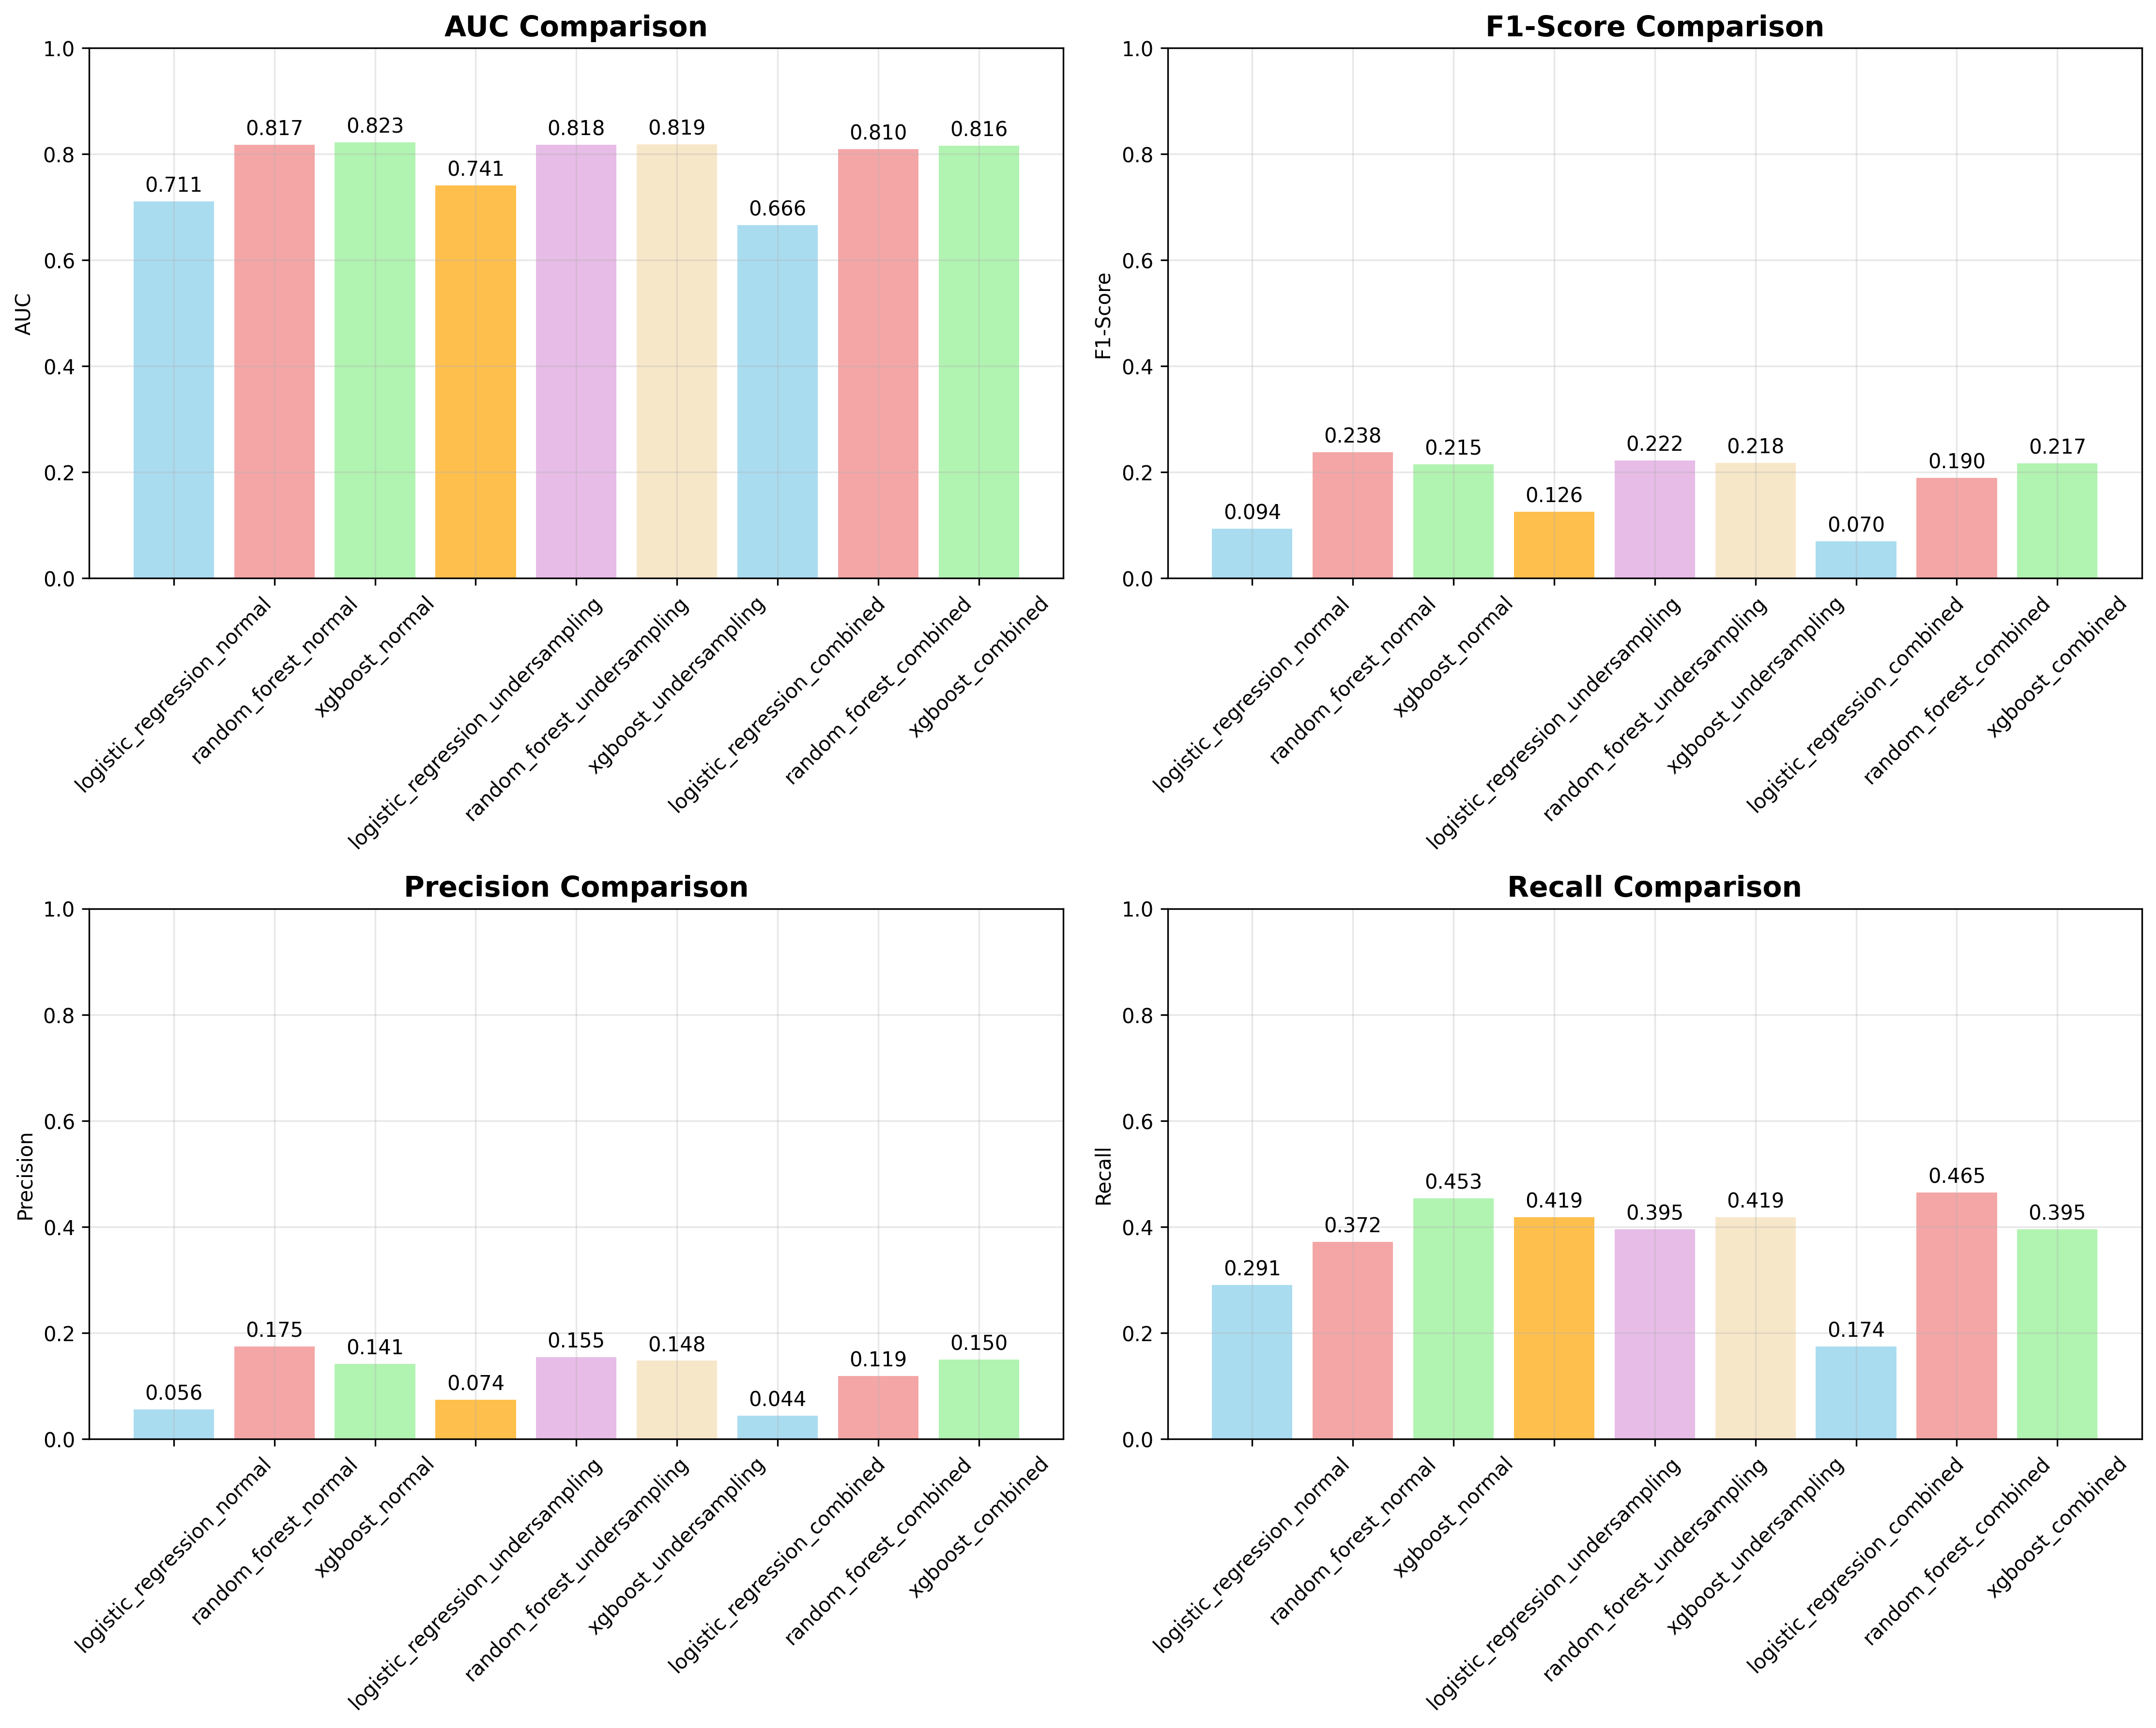 AUC Comparison
1.0
0.8
0.6
0.4
0.2
0.0
AUC
0.711
0.817
0.823
0.741
0.818
0.819
0.666
0.810
0.816
logistic_regression_normal
random_forest_normal
xgboost_normal
logistic_regression_undersampling
random_forest_undersampling
xgboost_undersampling
logistic_regression_combined
random_forest_combined
xgboost_combined
F1-Score Comparison
1.0
0.8
0.6
0.4
0.2
0.0
F1-Score
0.094
0.238
0.215
0.126
0.222
0.218
0.070
0.190
0.217
logistic_regression_normal
random_forest_normal
xgboost_normal
logistic_regression_undersampling
random_forest_undersampling
xgboost_undersampling
logistic_regression_combined
random_forest_combined
xgboost_combined
Precision Comparison
1.0
0.8
0.6
0.4
0.2
0.0
Precision
0.056
0.175
0.141
0.074
0.155
0.148
0.044
0.119
0.150
logistic_regression_normal
random_forest_normal
xgboost_normal
logistic_regression_undersampling
random_forest_undersampling
xgboost_undersampling
logistic_regression_combined
random_forest_combined
xgboost_combined
Recall Comparison
1.0
0.8
0.6
0.4
0.2
0.0
Recall
0.291
0.372
0.453
0.419
0.395
0.419
0.174
0.465
0.395
logistic_regression_normal
random_forest_normal
xgboost_normal
logistic_regression_undersampling
random_forest_undersampling
xgboost_undersampling
logistic_regression_combined
random_forest_combined
xgboost_combined